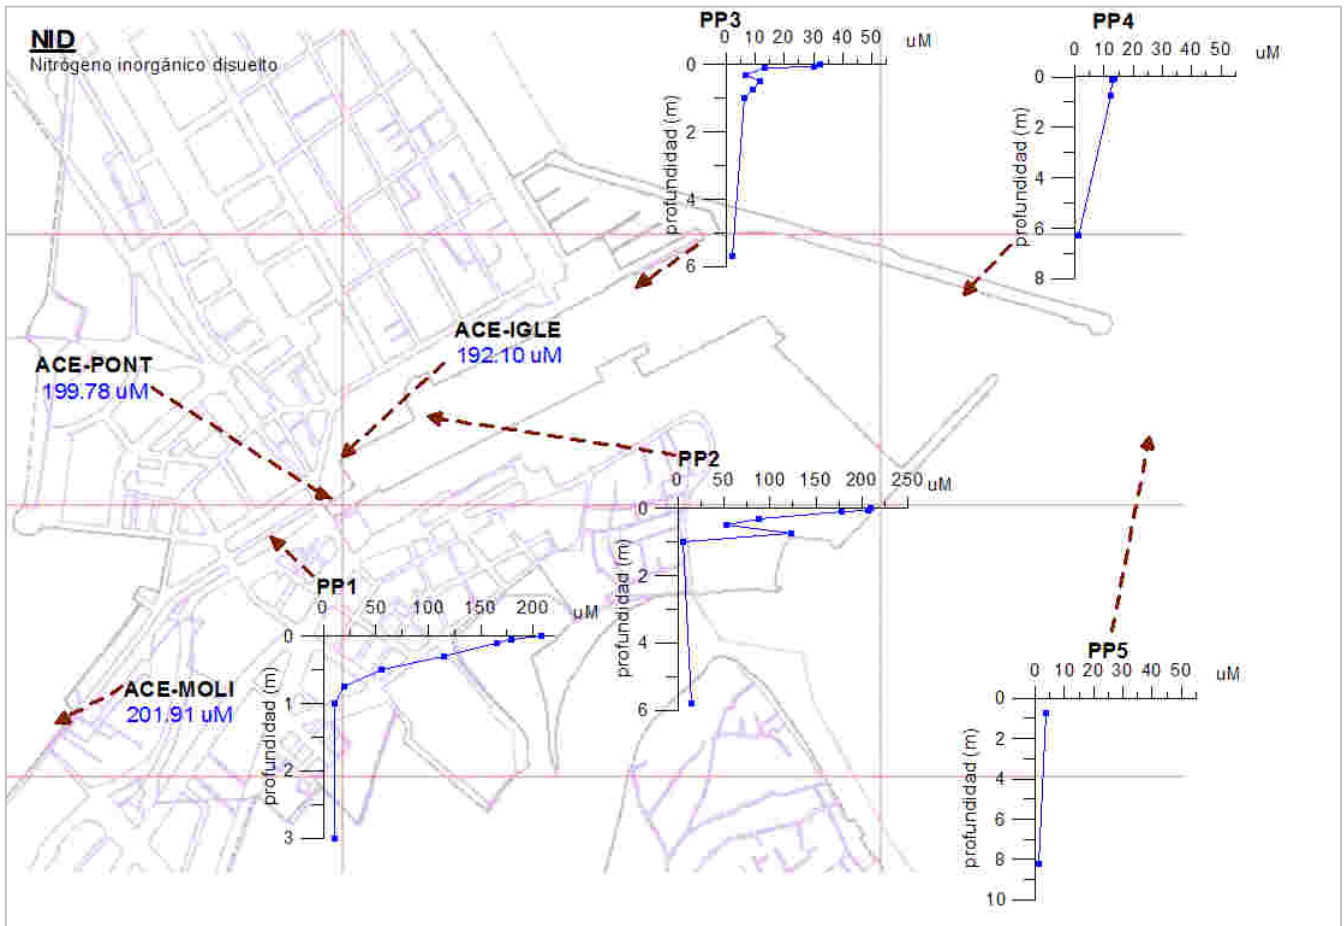 NID
Nitrógeno inorgánico disuelto
PP3
0 10 20 30 40 50 uM
0
2
4
6
profundidad (m)
PP4
0 10 20 30 40 50 uM
0
2
4
6
8
profundidad (m)
ACE-IGLE
192.10 uM
ACE-PONT
199.78 uM
PP2
0 50 100 150 200 250 uM
0
2
4
6
profundidad (m)
PP1
0 50 100 150 200 uM
0
1
2
3
profundidad (m)
ACE-MOLI
201.91 uM
PP5
0 10 20 30 40 50 uM
0
2
4
6
8
10
profundidad (m)